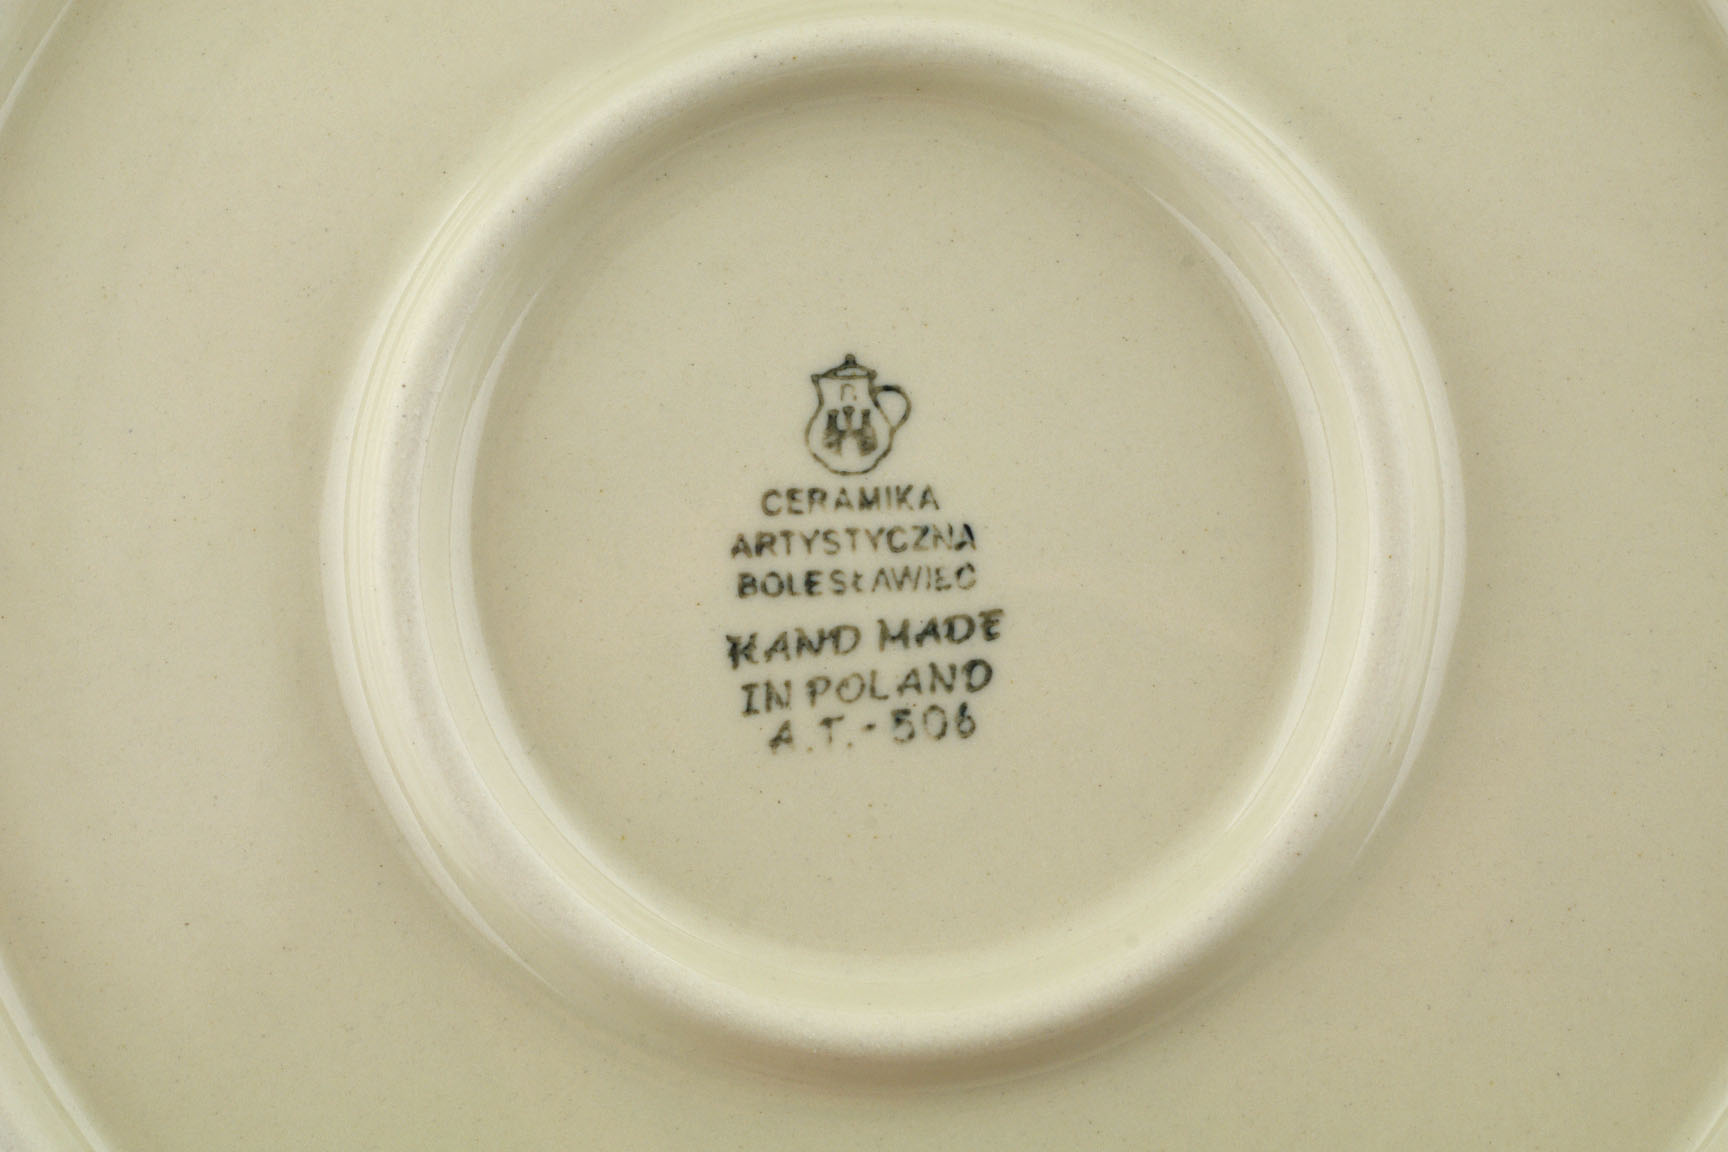 CERAMIKA
ARTYSTYCZNA
BOLESŁAWIEC
HAND MADE
IN POLAND
A.T.-506